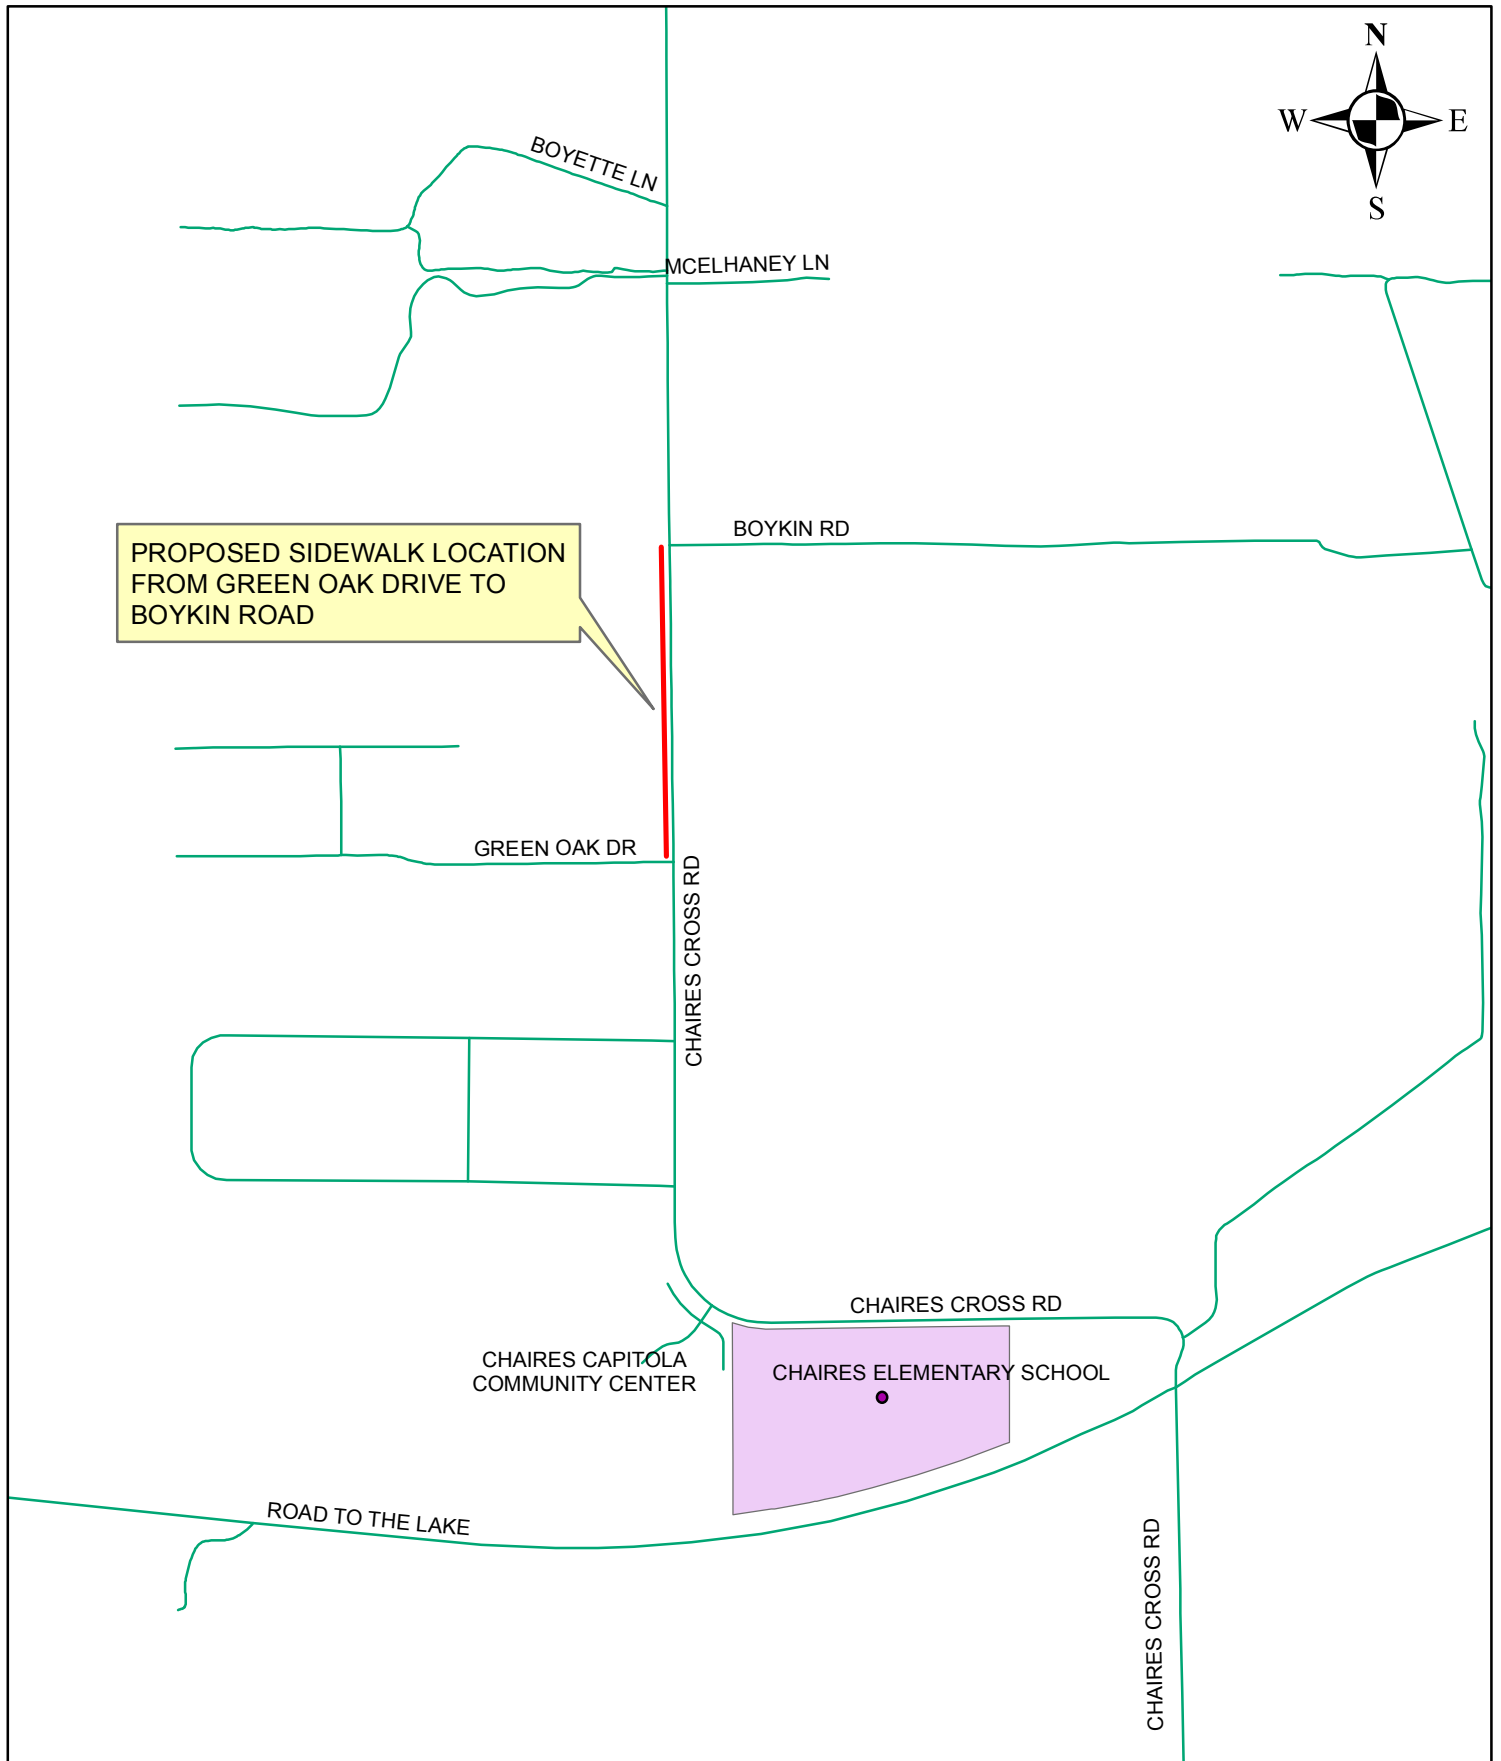 N
W
E
S
BOYETTE LN
MCELHANEY LN
BOYKIN RD
PROPOSED SIDEWALK LOCATION
FROM GREEN OAK DRIVE TO
BOYKIN ROAD
GREEN OAK DR
CHAIRES CROSS RD
CHAIRES CROSS RD
CHAIRES CAPITOLA
COMMUNITY CENTER
CHAIRES ELEMENTARY SCHOOL
ROAD TO THE LAKE
CHAIRES CROSS RD